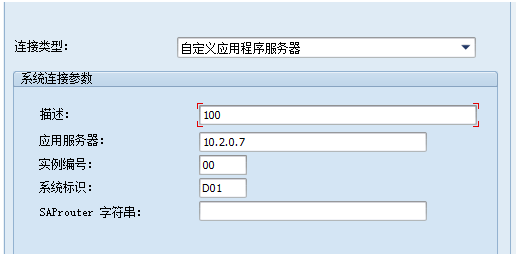 连接类型: 自定义应用程序服务器
系统连接参数
描述: 100
应用服务器: 10.2.0.7
实例编号: 00
系统标识: D01
SAProuter 字符串: